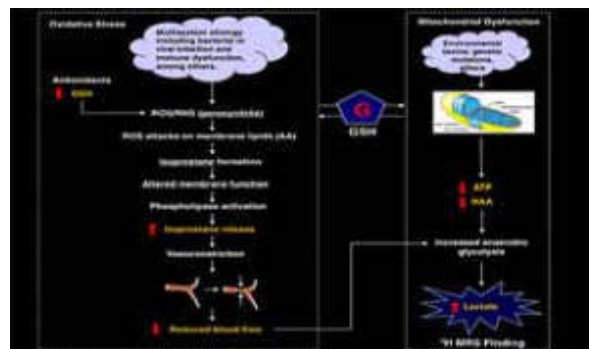 Oxidative Stress
Multisystem etiology
including bacterial or
viral infection and
immune dysfunction,
among others.
Antioxidants
GSH
ROS/RNS
ROS attacks on membrane lipids (AA)
Isoprostane formation
Altered membrane function
Phospholipase activation
Isoprostane release
Vasoconstriction
Reduced blood flow
G
GSH
Mitochondrial Dysfunction
Environmental
toxins, genetic
mutations,
others
ATP
NAA
Increased anaerobic
glycolysis
Lactate
¹H MRS Finding